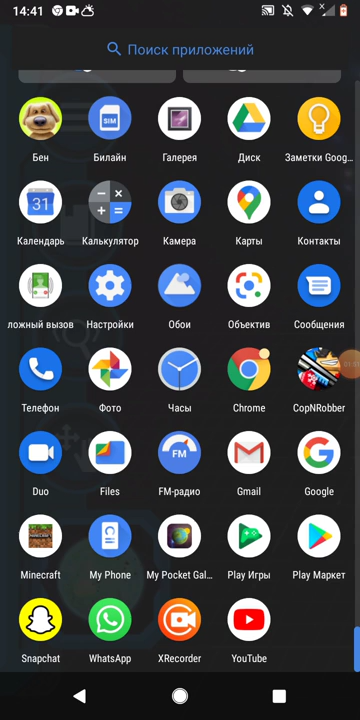 14:41
Поиск приложений
Бен
Билайн
Галерея
Диск
Заметки Goog…
Календарь
Калькулятор
Камера
Карты
Контакты
ложный вызов
Настройки
Обои
Объектив
Сообщения
Телефон
Фото
Часы
Chrome
CopNRobber
Duo
Files
FM-радио
Gmail
Google
Minecraft
My Phone
My Pocket Gal…
Play Игры
Play Маркет
Snapchat
WhatsApp
XRecorder
YouTube